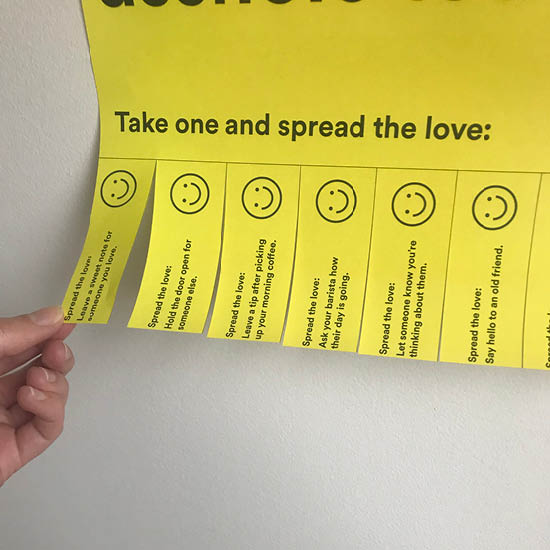 Take one and spread the love:
Spread the love:
Leave a sweet note for
someone you love.
Spread the love:
Hold the door open for
someone else.
Spread the love:
Leave a tip after picking
up your morning coffee.
Spread the love:
Ask your barista how
their day is going.
Spread the love:
Let someone know you're
thinking about them.
Spread the love:
Say hello to an old friend.